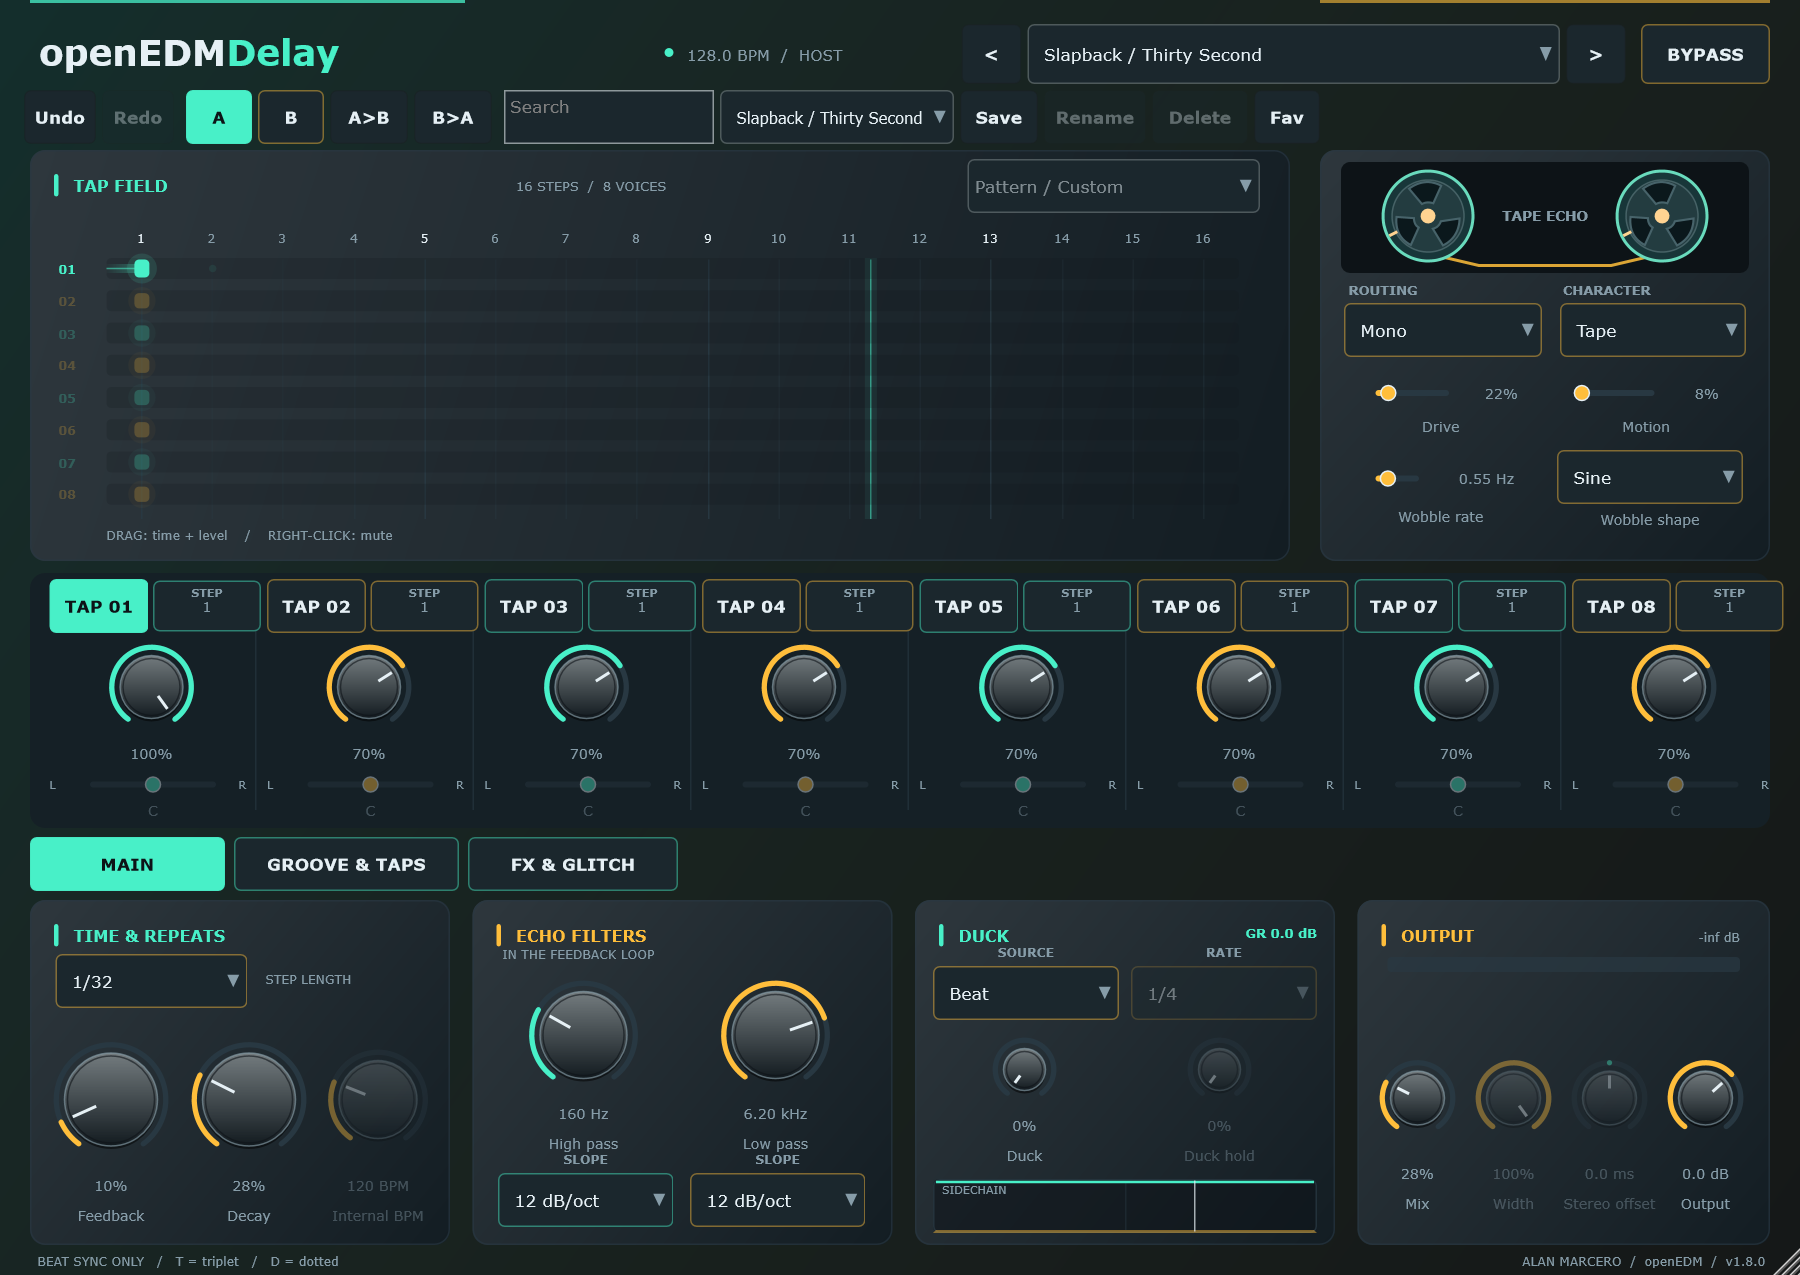 openEDMDelay
128.0 BPM / HOST
<
Slapback / Thirty Second
>
BYPASS
Undo
Redo
A
B
A>B
B>A
Search
Slapback / Thirty Second
Save
Rename
Delete
Fav
TAP FIELD
16 STEPS / 8 VOICES
Pattern / Custom
1 2 3 4 5 6 7 8 9 10 11 12 13 14 15 16
01
02
03
04
05
06
07
08
DRAG: time + level / RIGHT-CLICK: mute
TAPE ECHO
ROUTING
CHARACTER
Mono
Tape
22%
8%
Drive
Motion
0.55 Hz
Sine
Wobble rate
Wobble shape
TAP 01
STEP
1
TAP 02
STEP
1
TAP 03
STEP
1
TAP 04
STEP
1
TAP 05
STEP
1
TAP 06
STEP
1
TAP 07
STEP
1
TAP 08
STEP
1
100%
70%
70%
70%
70%
70%
70%
70%
L R
L R
L R
L R
L R
L R
L R
L R
C
C
C
C
C
C
C
C
MAIN
GROOVE & TAPS
FX & GLITCH
TIME & REPEATS
1/32
STEP LENGTH
10%
28%
120 BPM
Feedback
Decay
Internal BPM
ECHO FILTERS
IN THE FEEDBACK LOOP
160 Hz
6.20 kHz
High pass
Low pass
SLOPE
SLOPE
12 dB/oct
12 dB/oct
DUCK
GR 0.0 dB
SOURCE
RATE
Beat
1/4
0%
0%
Duck
Duck hold
SIDECHAIN
OUTPUT
-inf dB
28%
100%
0.0 ms
0.0 dB
Mix
Width
Stereo offset
Output
BEAT SYNC ONLY / T = triplet / D = dotted
ALAN MARCERO / openEDM / v1.8.0